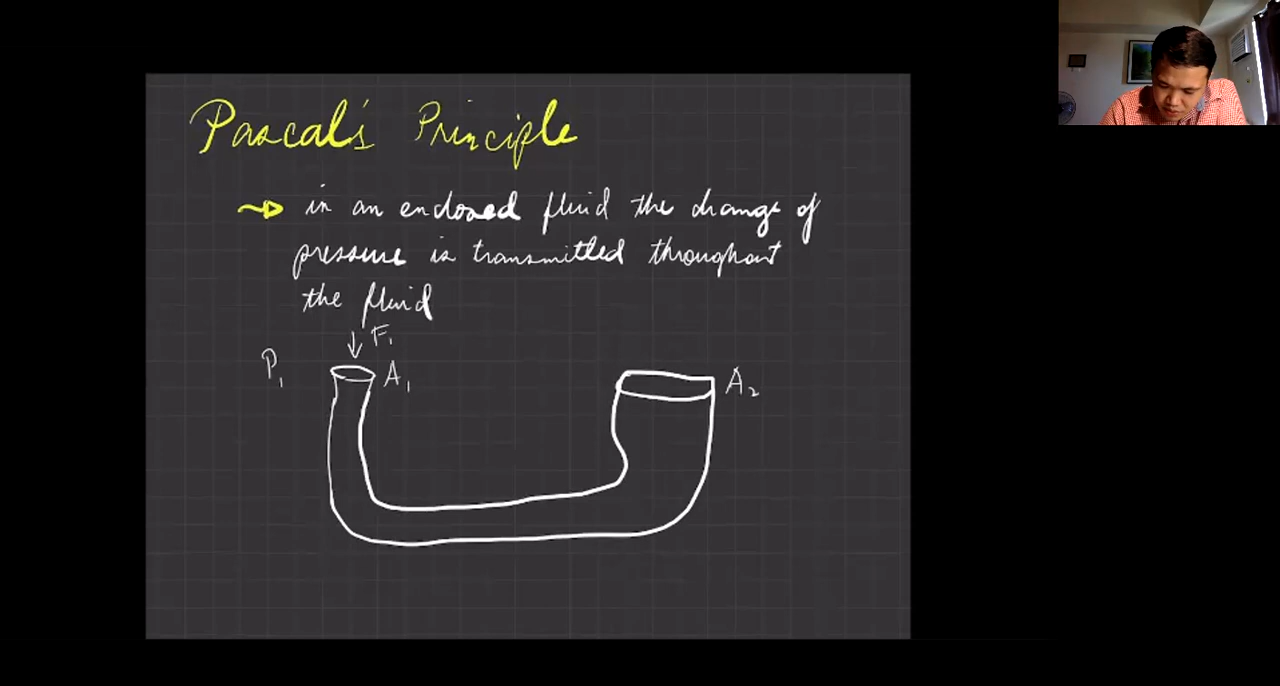 Pascal's Principle
in an enclosed fluid the change of
pressure is transmitted throughout
the fluid
F₁
P₁ A₁ A₂